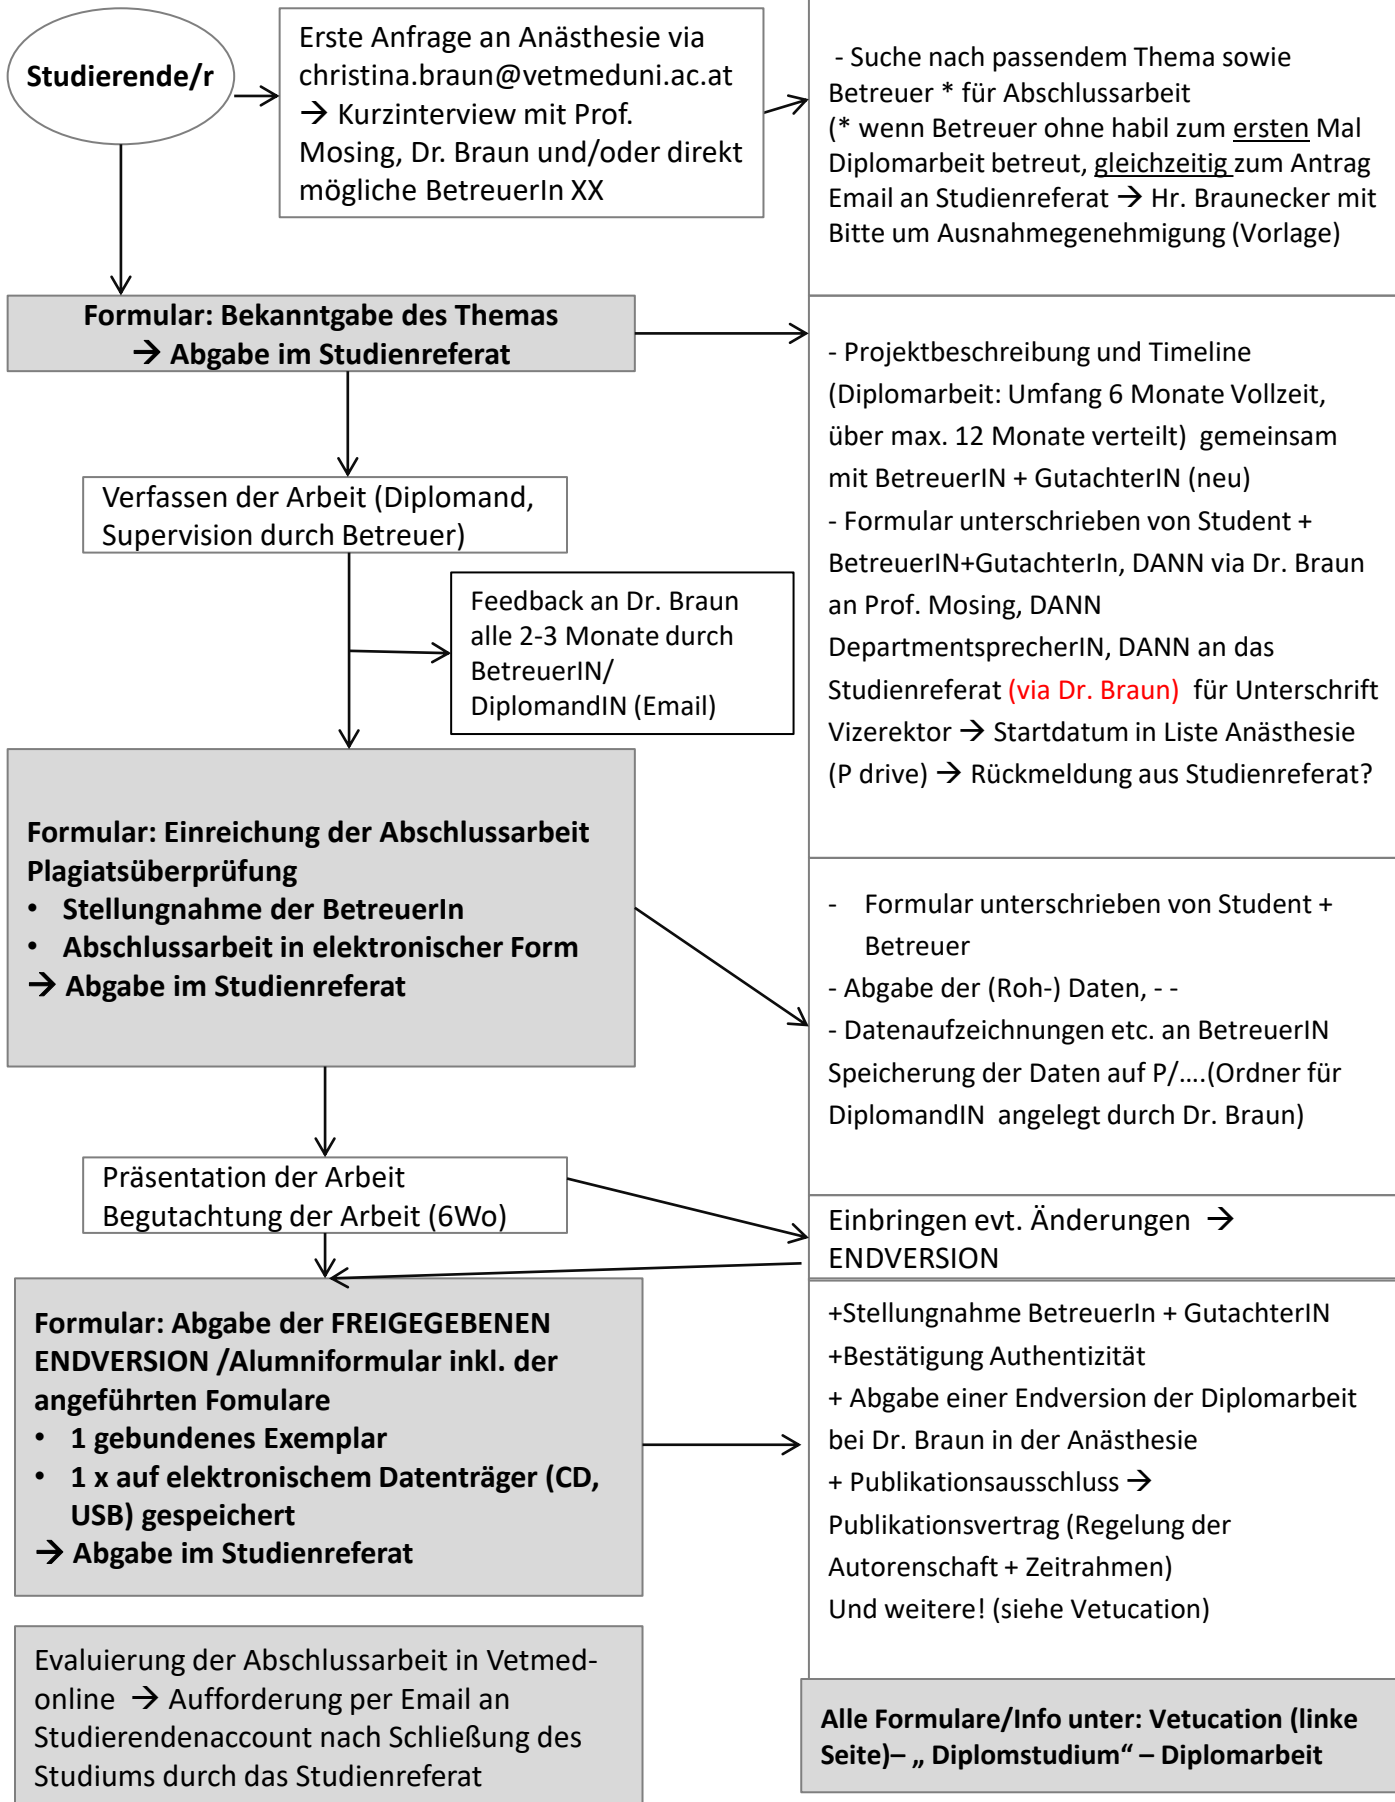 Studierende/r
Erste Anfrage an Anästhesie via
christina.braun@vetmeduni.ac.at
→ Kurzinterview mit Prof.
Mosing, Dr. Braun und/oder direkt
mögliche BetreuerIn XX
- Suche nach passendem Thema sowie
Betreuer * für Abschlussarbeit
(* wenn Betreuer ohne habil zum ersten Mal
Diplomarbeit betreut, gleichzeitig zum Antrag
Email an Studienreferat → Hr. Braunecker mit
Bitte um Ausnahmegenehmigung (Vorlage)
Formular: Bekanntgabe des Themas
→ Abgabe im Studienreferat
- Projektbeschreibung und Timeline
(Diplomarbeit: Umfang 6 Monate Vollzeit,
über max. 12 Monate verteilt) gemeinsam
mit BetreuerIN + GutachterIN (neu)
- Formular unterschrieben von Student +
BetreuerIN+GutachterIn, DANN via Dr. Braun
an Prof. Mosing, DANN
DepartmentsprecherIN, DANN an das
Studienreferat (via Dr. Braun) für Unterschrift
Vizerektor → Startdatum in Liste Anästhesie
(P drive) → Rückmeldung aus Studienreferat?
Verfassen der Arbeit (Diplomand,
Supervision durch Betreuer)
Feedback an Dr. Braun
alle 2-3 Monate durch
BetreuerIN/
DiplomandIN (Email)
Formular: Einreichung der Abschlussarbeit
Plagiatsüberprüfung
• Stellungnahme der BetreuerIn
• Abschlussarbeit in elektronischer Form
→ Abgabe im Studienreferat
- Formular unterschrieben von Student +
Betreuer
- Abgabe der (Roh-) Daten, - -
- Datenaufzeichnungen etc. an BetreuerIN
Speicherung der Daten auf P/….(Ordner für
DiplomandIN angelegt durch Dr. Braun)
Präsentation der Arbeit
Begutachtung der Arbeit (6Wo)
Einbringen evt. Änderungen →
ENDVERSION
Formular: Abgabe der FREIGEGEBENEN
ENDVERSION /Alumniformular inkl. der
angeführten Fomulare
• 1 gebundenes Exemplar
• 1 x auf elektronischem Datenträger (CD,
USB) gespeichert
→ Abgabe im Studienreferat
+Stellungnahme BetreuerIn + GutachterIN
+Bestätigung Authentizität
+ Abgabe einer Endversion der Diplomarbeit
bei Dr. Braun in der Anästhesie
+ Publikationsausschluss →
Publikationsvertrag (Regelung der
Autorenschaft + Zeitrahmen)
Und weitere! (siehe Vetucation)
Evaluierung der Abschlussarbeit in Vetmed-
online → Aufforderung per Email an
Studierendenaccount nach Schließung des
Studiums durch das Studienreferat
Alle Formulare/Info unter: Vetucation (linke
Seite)– „ Diplomstudium“ – Diplomarbeit